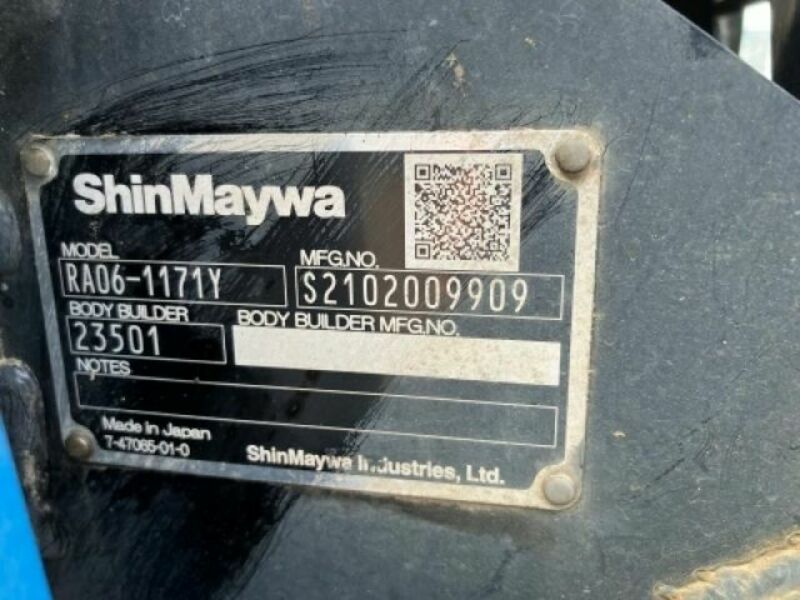 ShinMaywa
MODEL
RA06-1171Y
MFG.NO.
S2102009909
BODY BUILDER
23501
BODY BUILDER MFG.NO.
NOTES
Made in Japan
7-47065-01-0
ShinMaywa Industries, Ltd.